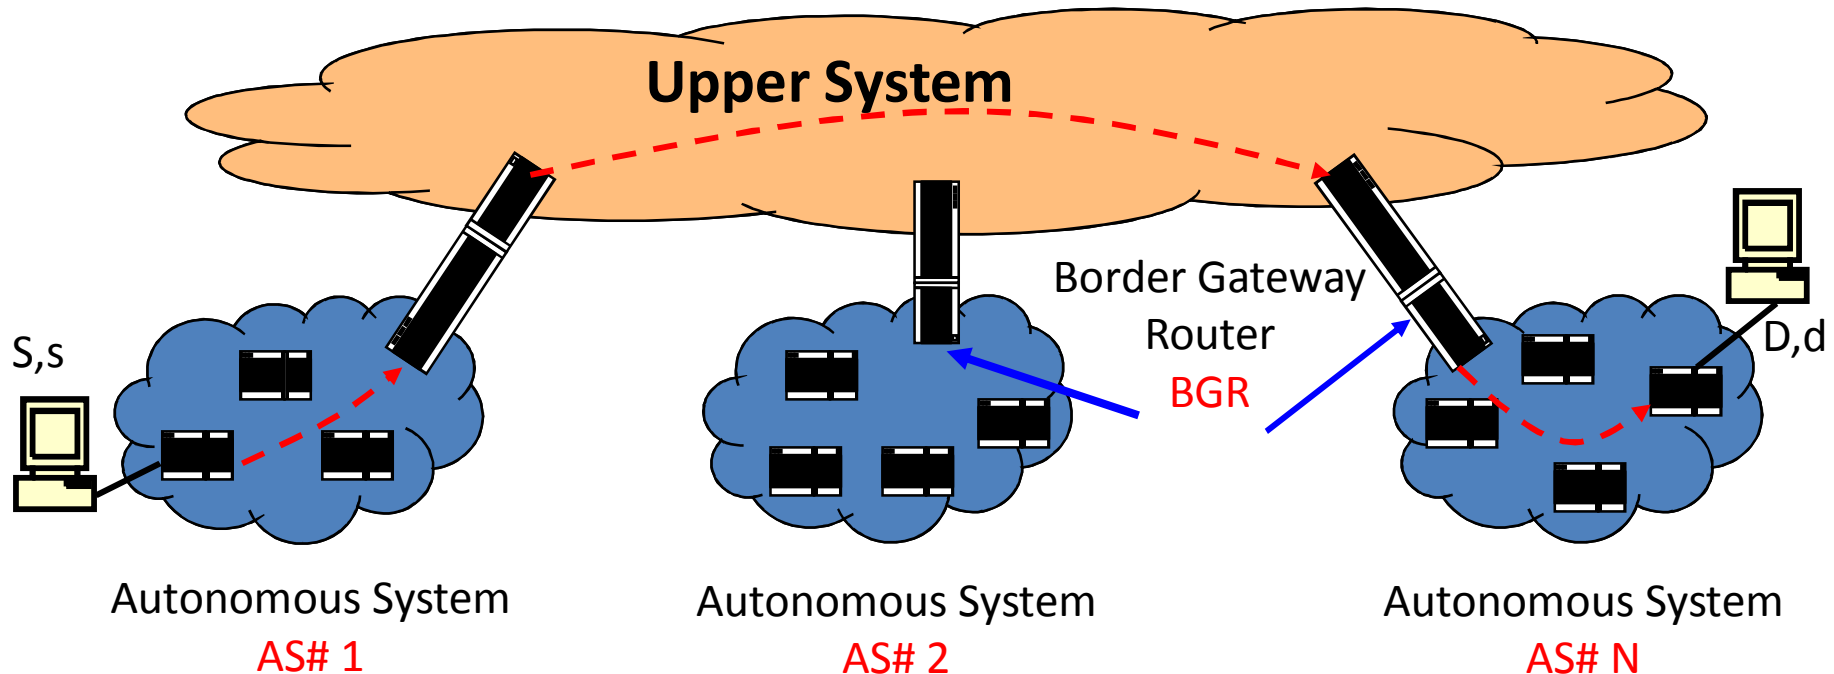 Upper System
Border Gateway
Router
BGR
S,s
D,d
Autonomous System
AS# 1
Autonomous System
AS# 2
Autonomous System
AS# N